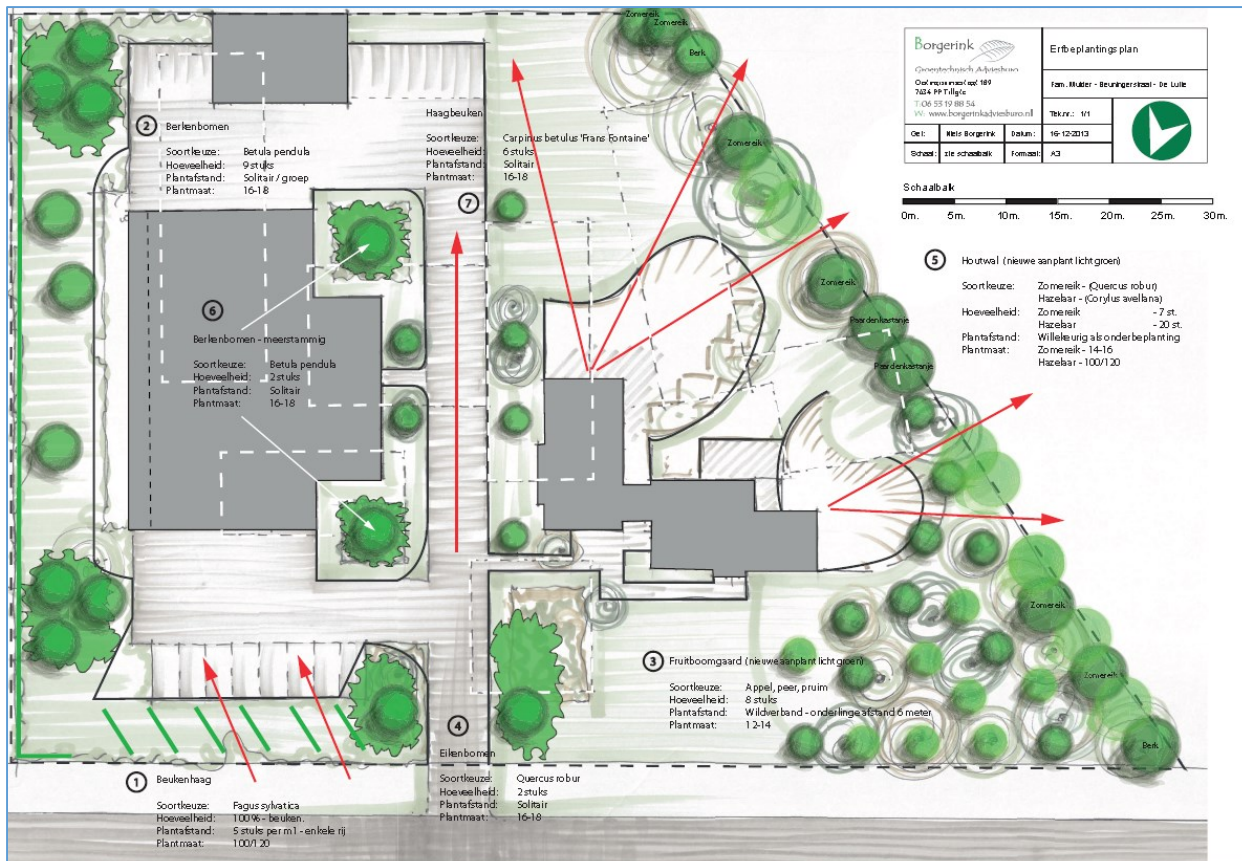 Borgerink
Groentechnisch Adviesburo
7634 PP Tilligte
T: 06 53 19 88 54
W: www.borgerinkadviesburo.nl
Erfbeplantingsplan
Fam. Mulder - Beuningerstraat - De Lutte
Tek.nr.: 1/1
Get.: Niels Borgerink Datum: 16-12-2013
Schaal: zie schaalbalk Formaat: A3
Schaalbalk
0m. 5m. 10m. 15m. 20m. 25m. 30m.
Zomereik
Zomereik
Berk
Zomereik
Zomereik
Paardenkastanje
Paardenkastanje
Zomereik
Zomereik
Berk
2 Berkenbomen
Soortkeuze: Betula pendula
Hoeveelheid: 9 stuks
Plantafstand: Solitair / groep
Plantmaat: 16-18
Haagbeuken
Soortkeuze: Carpinus betulus 'Frans Fontaine'
Hoeveelheid: 6 stuks
Plantafstand: Solitair
Plantmaat: 16-18
7
5 Houtwal (nieuwe aanplant licht groen)
Soortkeuze: Zomereik - (Quercus robur)
Hazelaar - (Corylus avellana)
Hoeveelheid: Zomereik - 7 st.
Hazelaar - 20 st.
Plantafstand: Willekeurig als onderbeplanting
Plantmaat: Zomereik - 14-16
Hazelaar - 100/120
6
Berkenbomen - meerstammig
Soortkeuze: Betula pendula
Hoeveelheid: 2 stuks
Plantafstand: Solitair
Plantmaat: 16-18
3 Fruitboomgaard (nieuwe aanplant licht groen)
Soortkeuze: Appel, peer, pruim
Hoeveelheid: 8 stuks
Plantafstand: Wildverband - onderlinge afstand 6 meter
Plantmaat: 12-14
4
Eikenbomen
Soortkeuze: Quercus robur
Hoeveelheid: 2 stuks
Plantafstand: Solitair
Plantmaat: 16-18
1 Beukenhaag
Soortkeuze: Fagus sylvatica
Hoeveelheid: 100% - beuken.
Plantafstand: 5 stuks per m1 - enkele rij
Plantmaat: 100/120